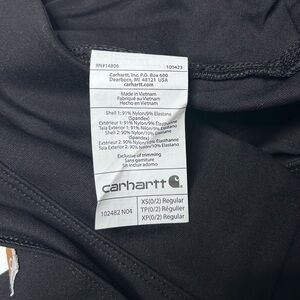 RN#14806 100423
Carhartt, Inc. P.O. Box 600
Dearborn, MI 48121 USA
carhartt.com
Made in Vietnam
Fabriqué au Vietnam
Hecho en Vietnam
Shell 1: 91% Nylon/9% Elastane
(Spandex)
Extérieur 1: 91% Nylon/9% Élasthanne
Tela Exterior 1: 91% Nylon/9% Elastano
Shell 2: 90% Nylon/10% Elastane
(Spandex)
Extérieur 2: 90% Nylon/10% Élasthanne
Tela Exterior 2: 90% Nylon/10% Elastano
Exclusive of trimming
Sans garniture
Sin incluir adorno
carhartt
102482 N04
XS(0/2) Regular
TP(0/2) Régulier
XP(0/2) Regular